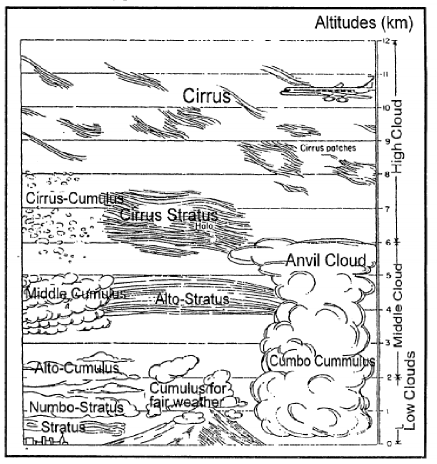 Altitudes (km)
12
11
Cirrus
10
9
Cirrus patches
High Cloud
8
Cirrus-Cumulus
7
Cirrus Stratus
Halo
6
Anvil Cloud
5
Middle Cumulus
Alto-Stratus
Middle Cloud
4
3
Cumbo Cummulus
Alto-Cumulus
2
Cumulus for
fair weather
Numbo-Stratus
1
Low Clouds
Stratus
0